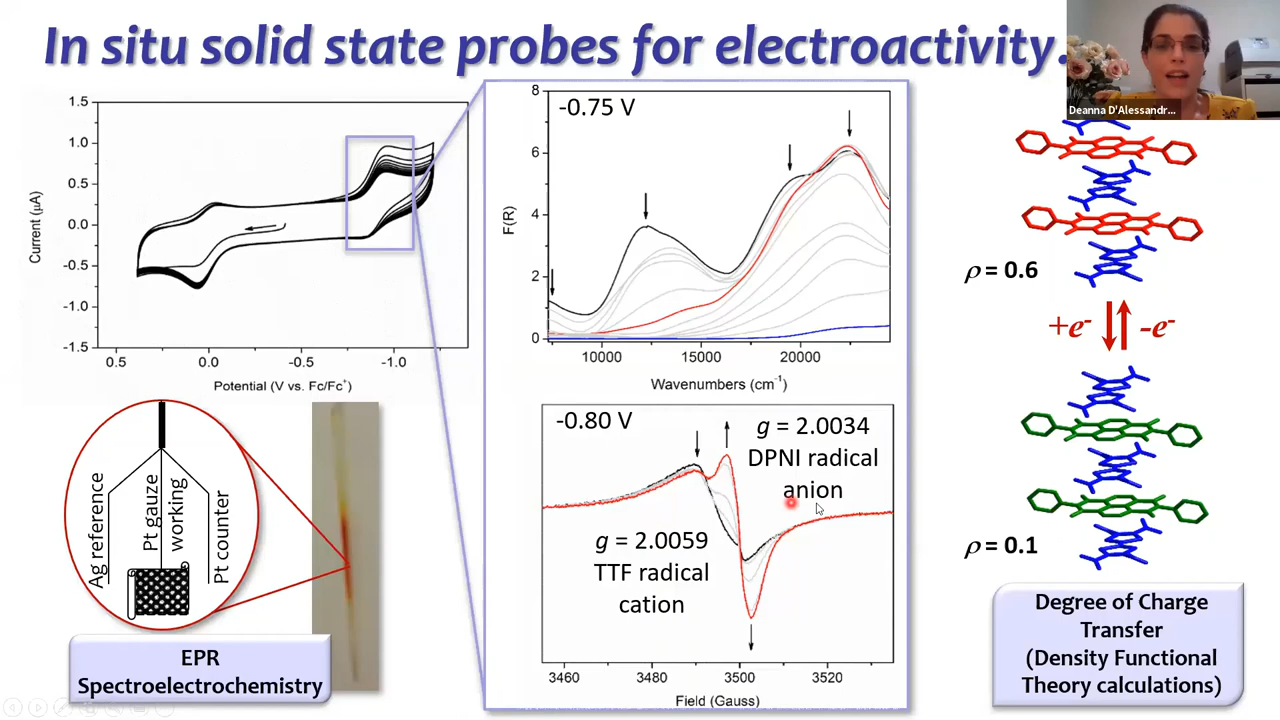 In situ solid state probes for electroactivity.
Deanna D'Alessandr...
1.5
1.0
0.5
0.0
-0.5
-1.0
-1.5
Current (μA)
0.5
0.0
-0.5
-1.0
Potential (V vs. Fc/Fc⁺)
-0.75 V
8
6
4
2
0
F(R)
10000
15000
20000
Wavenumbers (cm⁻¹)
-0.80 V
g = 2.0034
DPNI radical
anion
g = 2.0059
TTF radical
cation
3460
3480
3500
3520
Field (Gauss)
Ag reference
Pt gauze
working
Pt counter
EPR
Spectroelectrochemistry
ρ = 0.6
+e⁻
-e⁻
ρ = 0.1
Degree of Charge
Transfer
(Density Functional
Theory calculations)